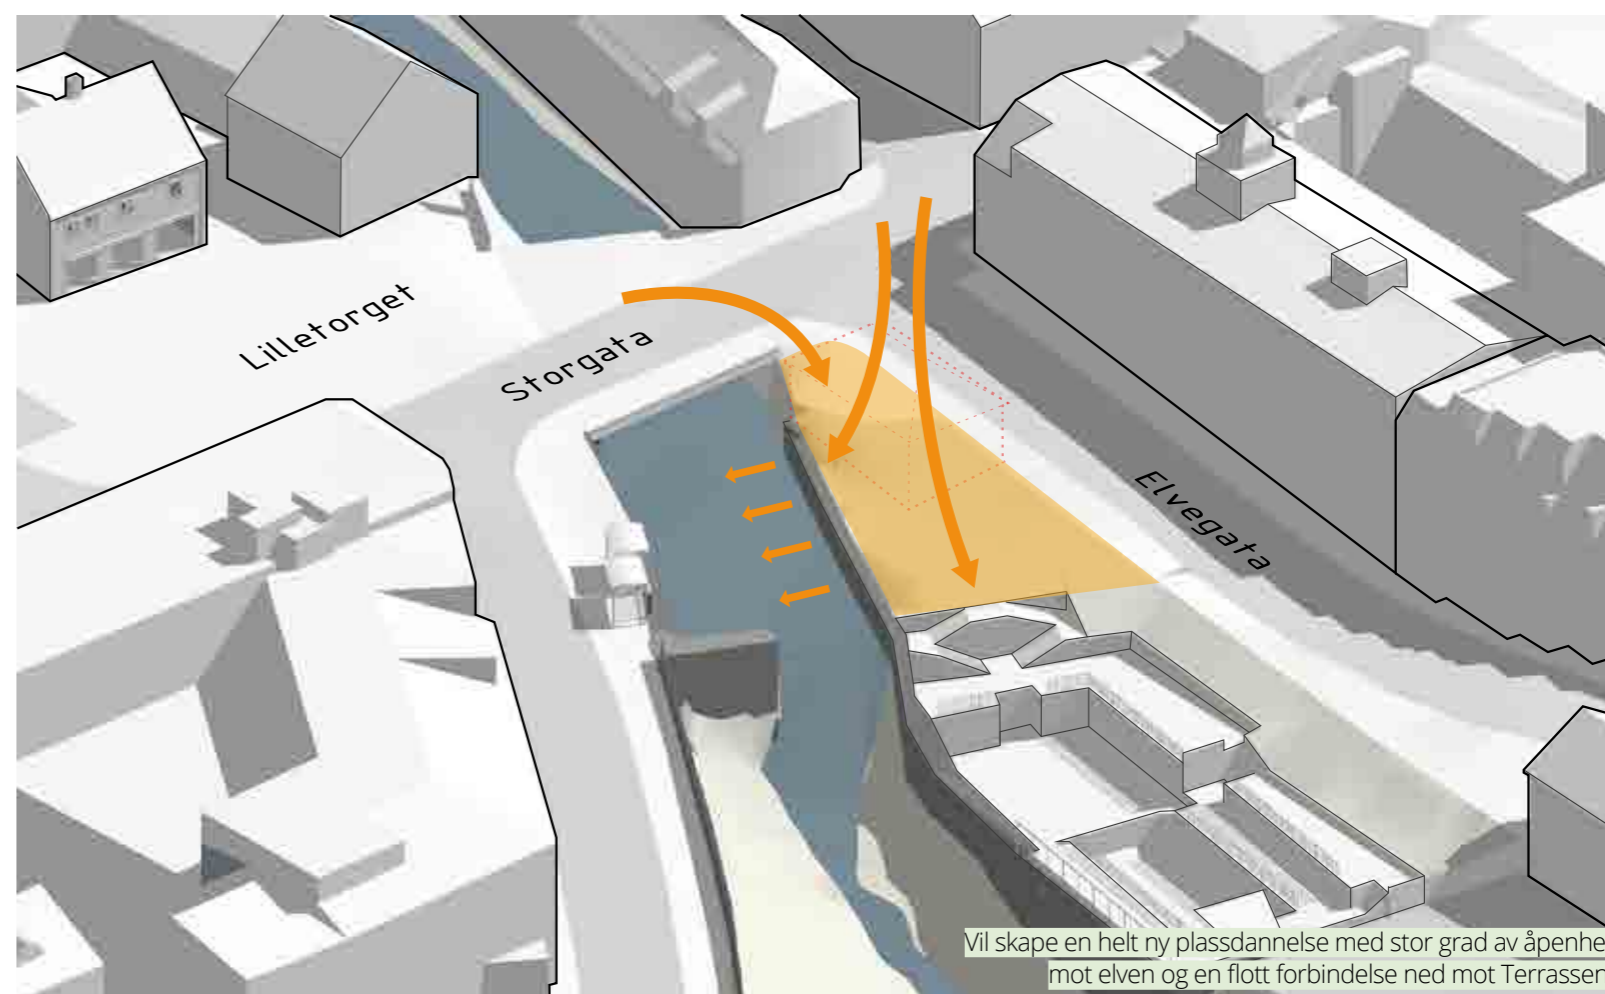 Lilletorget
Storgata
Elvegata
Vil skape en helt ny plassdannelse med stor grad av åpenhe
mot elven og en flott forbindelse ned mot Terrasser